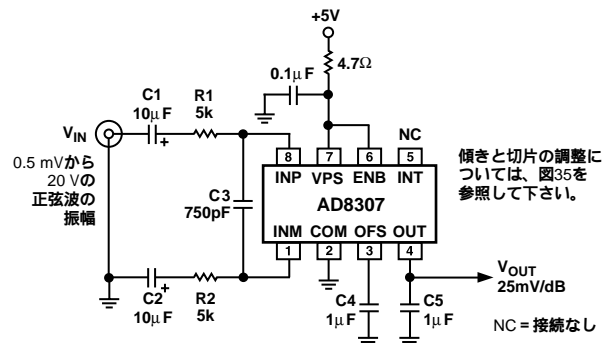 +5V
4.7Ω
0.1μF
C1
10μF
R1
5k
VIN
0.5 mVから
20 Vの
正弦波の
振幅
C3
750pF
NC
8
7
6
5
INP
VPS
ENB
INT
AD8307
INM
COM
OFS
OUT
1
2
3
4
傾きと切片の調整に
ついては、図35を
参照して下さい。
C2
10μF
R2
5k
C4
1μF
C5
1μF
VOUT
25mV/dB
NC = 接続なし